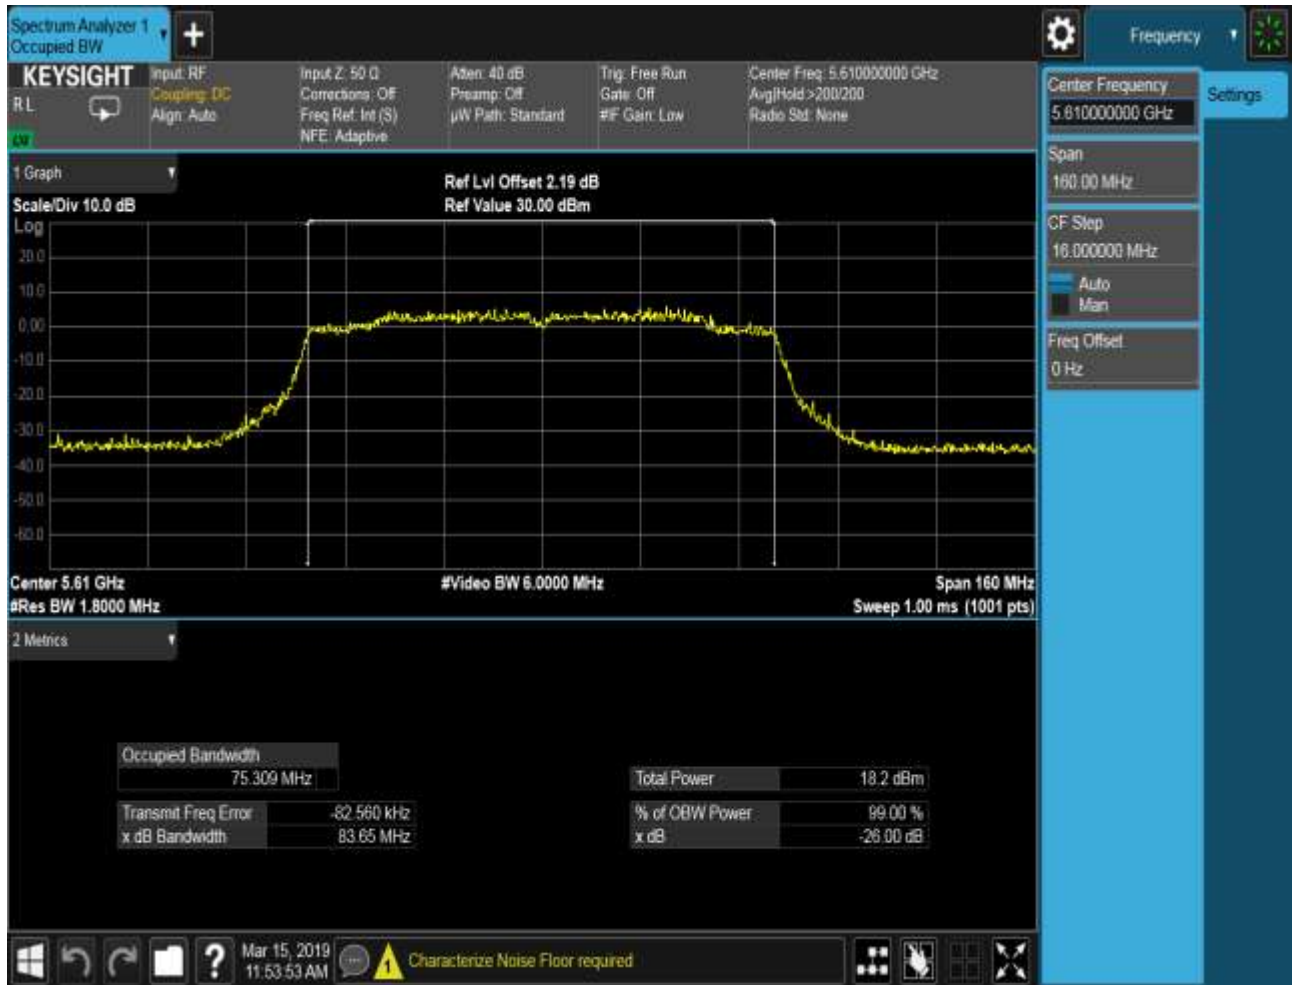 Spectrum Analyzer 1
Occupied BW
Frequency
KEYSIGHT
R L
Input: RF
Coupling: DC
Align: Auto
Input Z: 50 Ω
Corrections: Off
Freq Ref: Int (S)
NFE: Adaptive
Atten: 40 dB
Preamp: Off
µW Path: Standard
Trig: Free Run
Gate: Off
#IF Gain: Low
Center Freq: 5.610000000 GHz
Avg|Hold:>200/200
Radio Std: None
Center Frequency
5.610000000 GHz
Settings
Span
160.00 MHz
CF Step
16.000000 MHz
Auto
Man
Freq Offset
0 Hz
1 Graph
Scale/Div 10.0 dB
Ref Lvl Offset 2.19 dB
Ref Value 30.00 dBm
Log
20.0
10.0
0.00
-10.0
-20.0
-30.0
-40.0
-50.0
-60.0
Center 5.61 GHz
#Video BW 6.0000 MHz
Span 160 MHz
#Res BW 1.8000 MHz
Sweep 1.00 ms (1001 pts)
2 Metrics
Occupied Bandwidth
75.309 MHz
Total Power 18.2 dBm
Transmit Freq Error -82.560 kHz
% of OBW Power 99.00 %
x dB Bandwidth 83.65 MHz
x dB -26.00 dB
?
Mar 15, 2019
11:53:53 AM
1
Characterize Noise Floor required